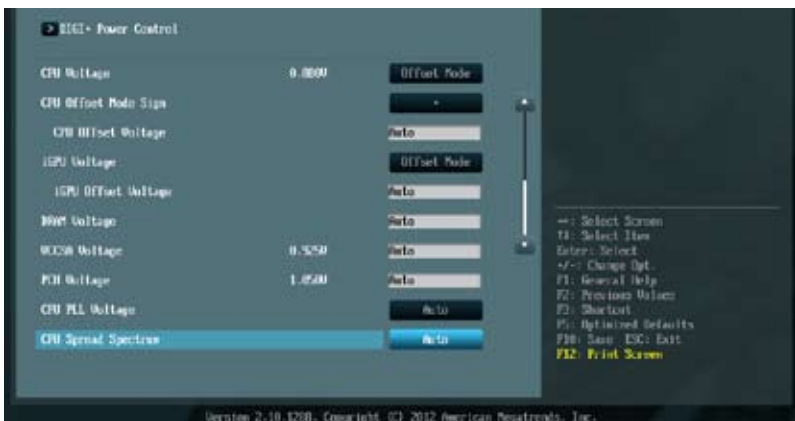 > DIGI+ Power Control
CPU Voltage 0.880V Offset Mode
CPU Offset Mode Sign
CPU Offset Voltage Auto
iGPU Voltage Offset Mode
iGPU Offset Voltage Auto
DRAM Voltage Auto
VCCSA Voltage 0.925V Auto
PCH Voltage 1.050V Auto
CPU PLL Voltage Auto
CPU Spread Spectrum Auto
→←: Select Screen
↑↓: Select Item
Enter: Select
+/-: Change Opt.
F1: General Help
F2: Previous Values
F3: Shortcut
F5: Optimized Defaults
F10: Save ESC: Exit
F12: Print Screen
Version 2.10.1208. Copyright (C) 2012 American Megatrends, Inc.